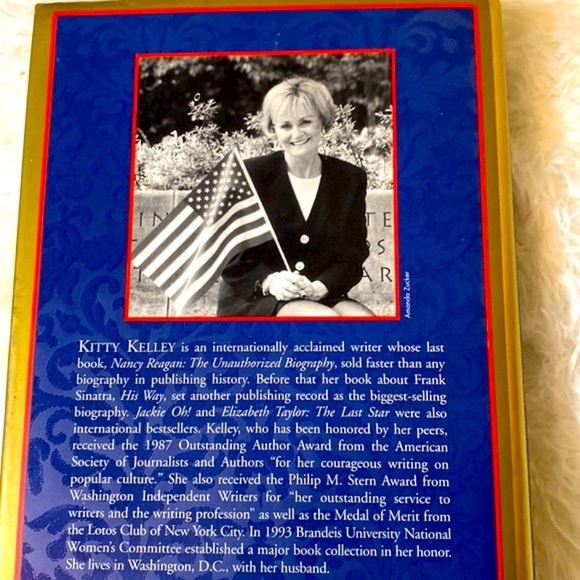 Amanda Zucker
KITTY KELLEY is an internationally acclaimed writer whose last
book, Nancy Reagan: The Unauthorized Biography, sold faster than any
biography in publishing history. Before that her book about Frank
Sinatra, His Way, set another publishing record as the biggest-selling
biography. Jackie Oh! and Elizabeth Taylor: The Last Star were also
international bestsellers. Kelley, who has been honored by her peers,
received the 1987 Outstanding Author Award from the American
Society of Journalists and Authors “for her courageous writing on
popular culture.” She also received the Philip M. Stern Award from
Washington Independent Writers for “her outstanding service to
writers and the writing profession” as well as the Medal of Merit from
the Lotos Club of New York City. In 1993 Brandeis University National
Women’s Committee established a major book collection in her honor.
She lives in Washington, D.C., with her husband.